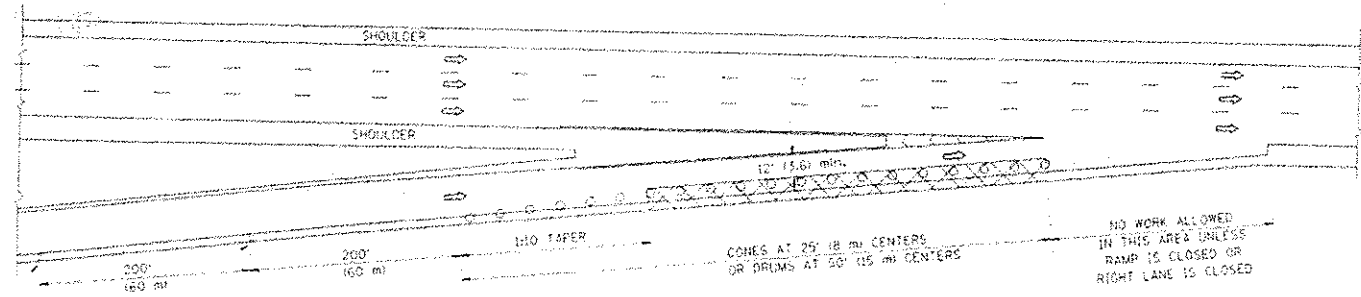 SHOULDER
SHOULDER
12' (3.6) min.
1:10 TAPER
200'
(60 m)
200'
(60 m)
CONES AT 25' (8 m) CENTERS
OR DRUMS AT 50' (15 m) CENTERS
NO WORK ALLOWED
IN THIS AREA UNLESS
RAMP IS CLOSED OR
RIGHT LANE IS CLOSED